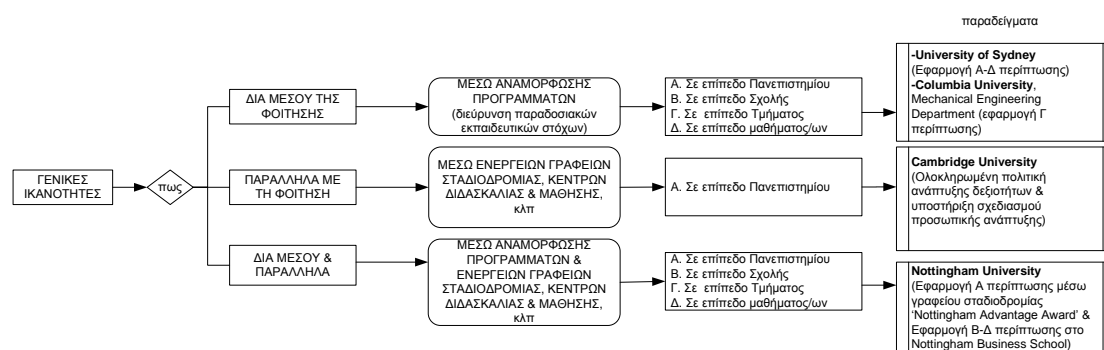 παραδείγματα
ΓΕΝΙΚΕΣ
ΙΚΑΝΟΤΗΤΕΣ
πως
ΔΙΑ ΜΕΣΟΥ ΤΗΣ
ΦΟΙΤΗΣΗΣ
ΜΕΣΩ ΑΝΑΜΟΡΦΩΣΗΣ
ΠΡΟΓΡΑΜΜΑΤΩΝ
(διεύρυνση παραδοσιακών
εκπαιδευτικών στόχων)
Α. Σε επίπεδο Πανεπιστημίου
Β. Σε επίπεδο Σχολής
Γ. Σε επίπεδο Τμήματος
Δ. Σε επίπεδο μαθήματος/ων
-University of Sydney
(Εφαρμογή Α-Δ περίπτωσης)
-Columbia University,
Mechanical Engineering
Department (εφαρμογή Γ
περίπτωσης)
ΠΑΡΑΛΛΗΛΑ ΜΕ
ΤΗ ΦΟΙΤΗΣΗ
ΜΕΣΩ ΕΝΕΡΓΕΙΩΝ ΓΡΑΦΕΙΩΝ
ΣΤΑΔΙΟΔΡΟΜΙΑΣ, ΚΕΝΤΡΩΝ
ΔΙΔΑΣΚΑΛΙΑΣ & ΜΑΘΗΣΗΣ,
κλπ
Α. Σε επίπεδο Πανεπιστημίου
Cambridge University
(Ολοκληρωμένη πολιτική
ανάπτυξης δεξιοτήτων &
υποστήριξη σχεδιασμού
προσωπικής ανάπτυξης)
ΔΙΑ ΜΕΣΟΥ &
ΠΑΡΑΛΛΗΛΑ
ΜΕΣΩ ΑΝΑΜΟΡΦΩΣΗΣ
ΠΡΟΓΡΑΜΜΑΤΩΝ &
ΕΝΕΡΓΕΙΩΝ ΓΡΑΦΕΙΩΝ
ΣΤΑΔΙΟΔΡΟΜΙΑΣ, ΚΕΝΤΡΩΝ
ΔΙΔΑΣΚΑΛΙΑΣ & ΜΑΘΗΣΗΣ,
κλπ
Α. Σε επίπεδο Πανεπιστημίου
Β. Σε επίπεδο Σχολής
Γ. Σε επίπεδο Τμήματος
Δ. Σε επίπεδο μαθήματος/ων
Nottingham University
(Εφαρμογή Α περίπτωσης μέσω
γραφείου σταδιοδρομίας
‘Nottingham Advantage Award’ &
Εφαρμογή Β-Δ περίπτωσης στο
Nottingham Business School)